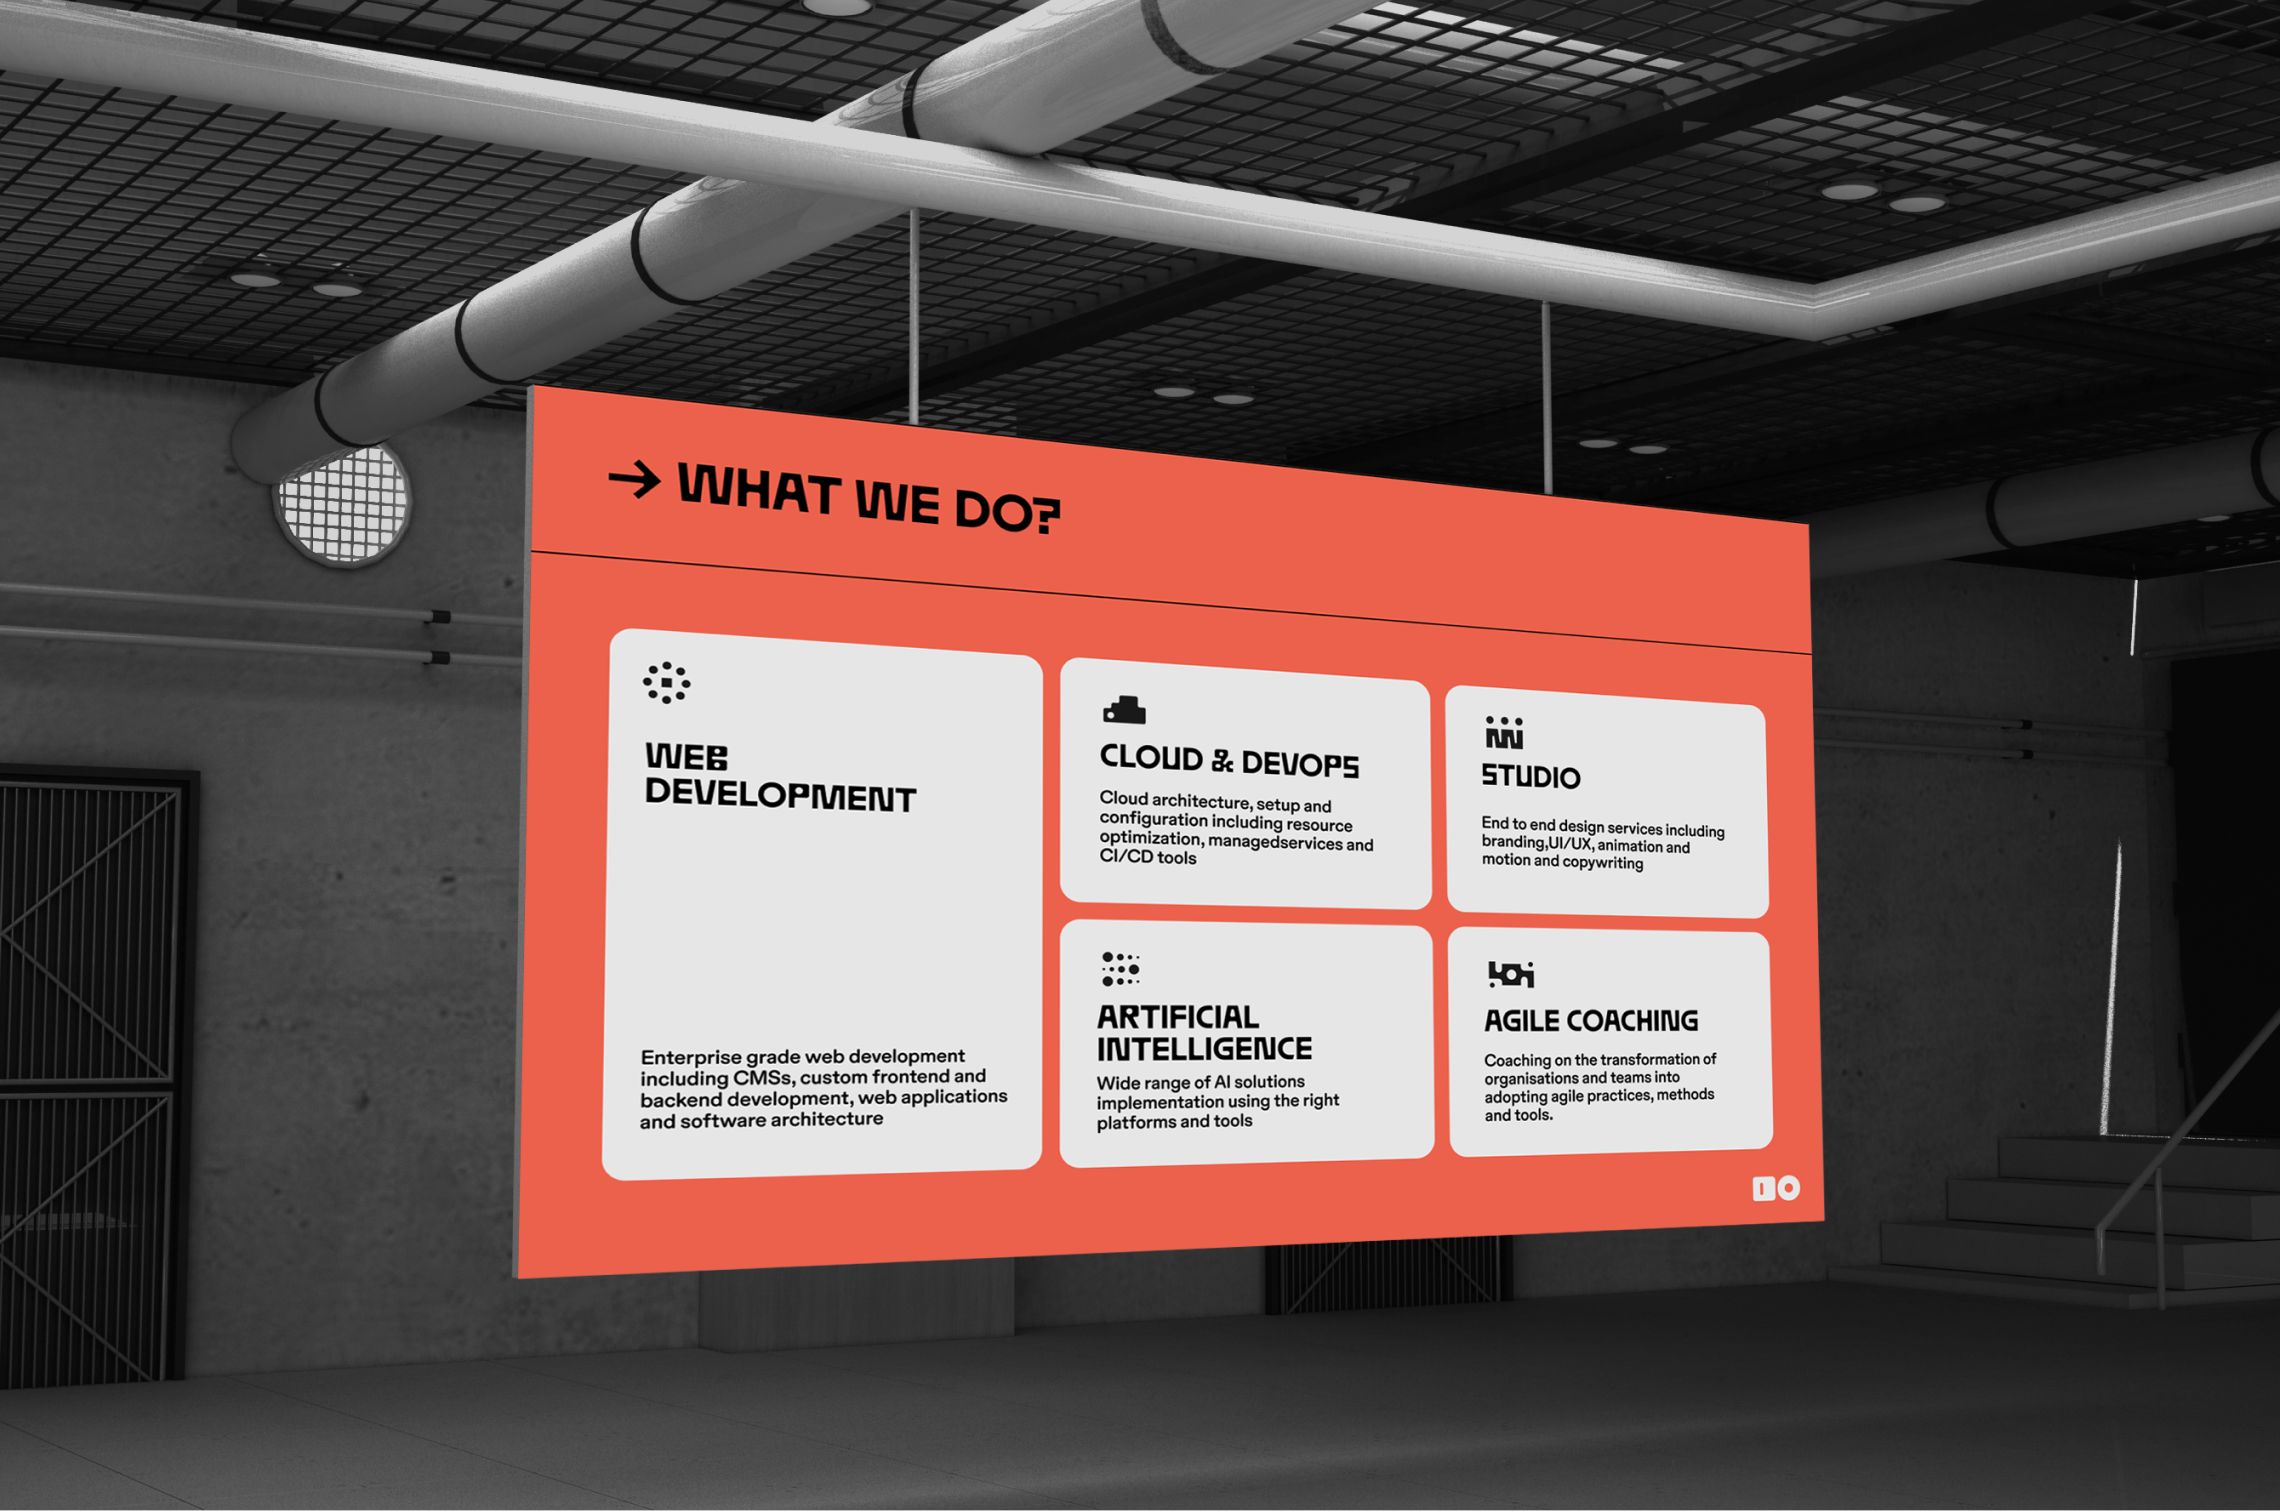 → WHAT WE DO?
WEB
DEVELOPMENT
Enterprise grade web development
including CMSs, custom frontend and
backend development, web applications
and software architecture
CLOUD & DEVOPS
Cloud architecture, setup and
configuration including resource
optimization, managedservices and
CI/CD tools
STUDIO
End to end design services including
branding,UI/UX, animation and
motion and copywriting
ARTIFICIAL
INTELLIGENCE
Wide range of AI solutions
implementation using the right
platforms and tools
AGILE COACHING
Coaching on the transformation of
organisations and teams into
adopting agile practices, methods
and tools.